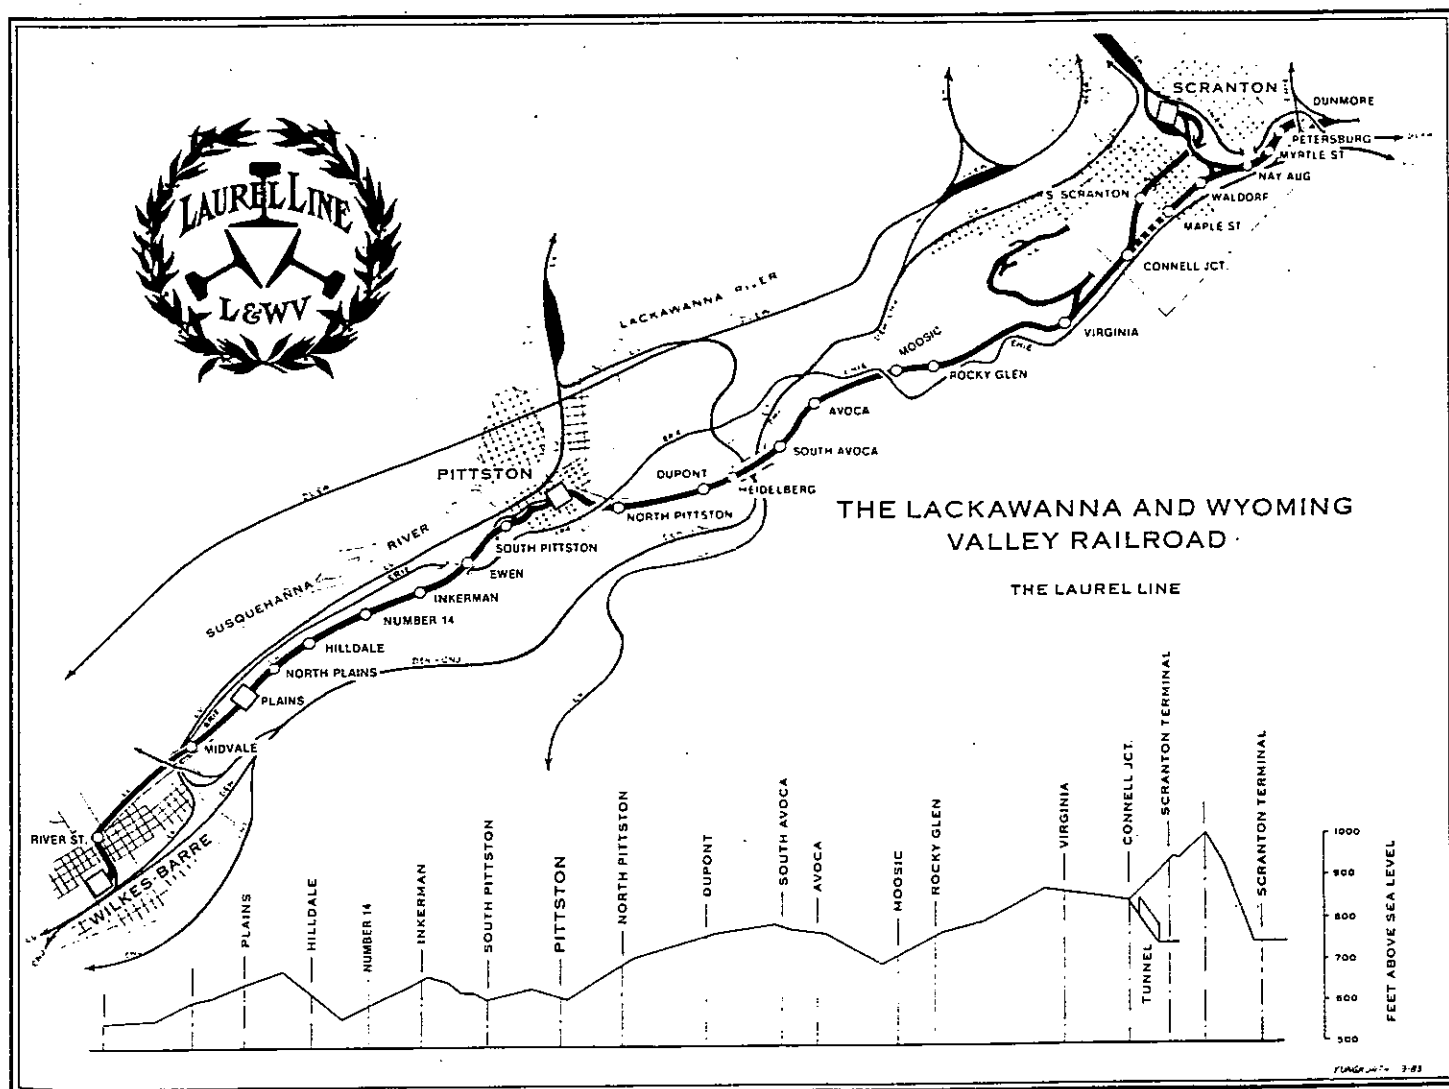 LAUREL LINE
L&WV
SCRANTON
DUNMORE
PETERSBURG
MYRTLE ST
NAY AUG
WALDORF
MAPLE ST
S SCRANTON
CONNELL JCT.
VIRGINIA
ERIE
MOOSIC
ROCKY GLEN
LACKAWANNA RIVER
AVOCA
SOUTH AVOCA
HEIDELBERG
DUPONT
NORTH PITTSTON
PITTSTON
SOUTH PITTSTON
EWEN
INKERMAN
NUMBER 14
HILLDALE
NORTH PLAINS
PLAINS
MIDVALE
RIVER ST.
WILKES-BARRE
SUSQUEHANNA RIVER
ERIE
ERIE
THE LACKAWANNA AND WYOMING
VALLEY RAILROAD
THE LAUREL LINE
PLAINS
HILLDALE
NUMBER 14
INKERMAN
SOUTH PITTSTON
PITTSTON
NORTH PITTSTON
DUPONT
SOUTH AVOCA
AVOCA
MOOSIC
ROCKY GLEN
VIRGINIA
CONNELL JCT.
TUNNEL
SCRANTON TERMINAL
SCRANTON TERMINAL
1000
900
800
700
600
500
FEET ABOVE SEA LEVEL